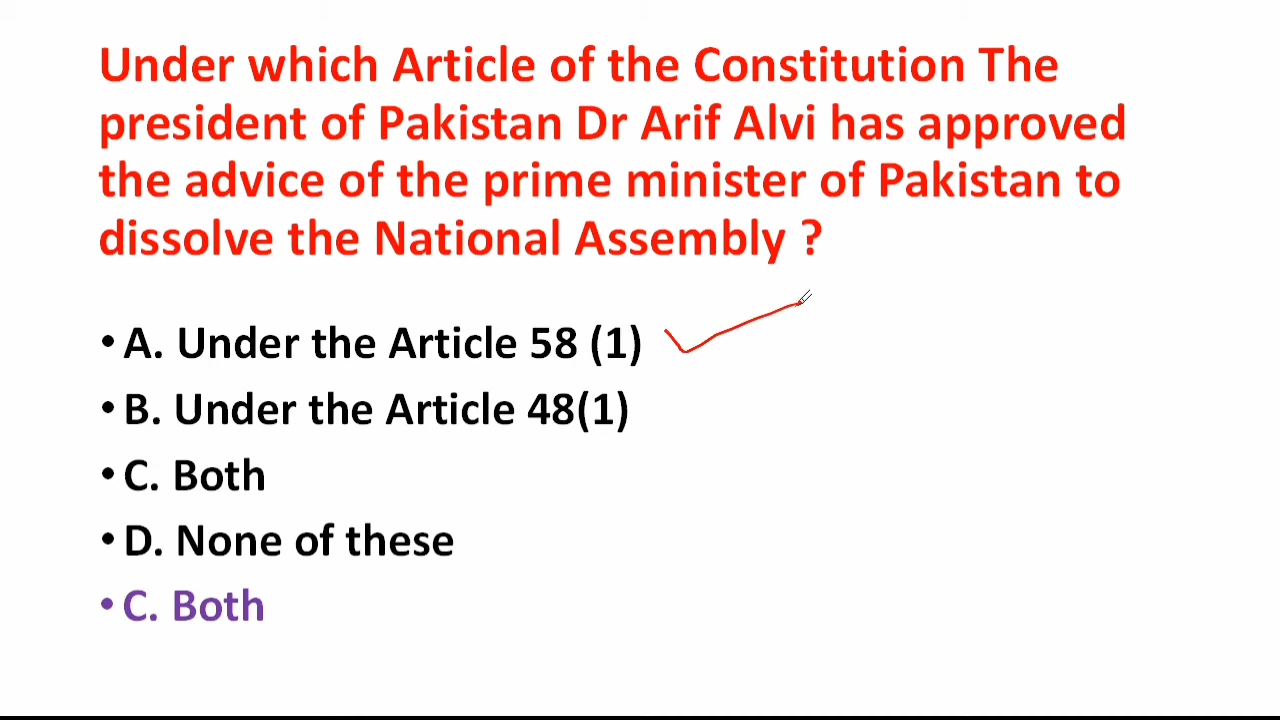 Under which Article of the Constitution The
president of Pakistan Dr Arif Alvi has approved
the advice of the prime minister of Pakistan to
dissolve the National Assembly ?
• A. Under the Article 58 (1)
• B. Under the Article 48(1)
• C. Both
• D. None of these
• C. Both